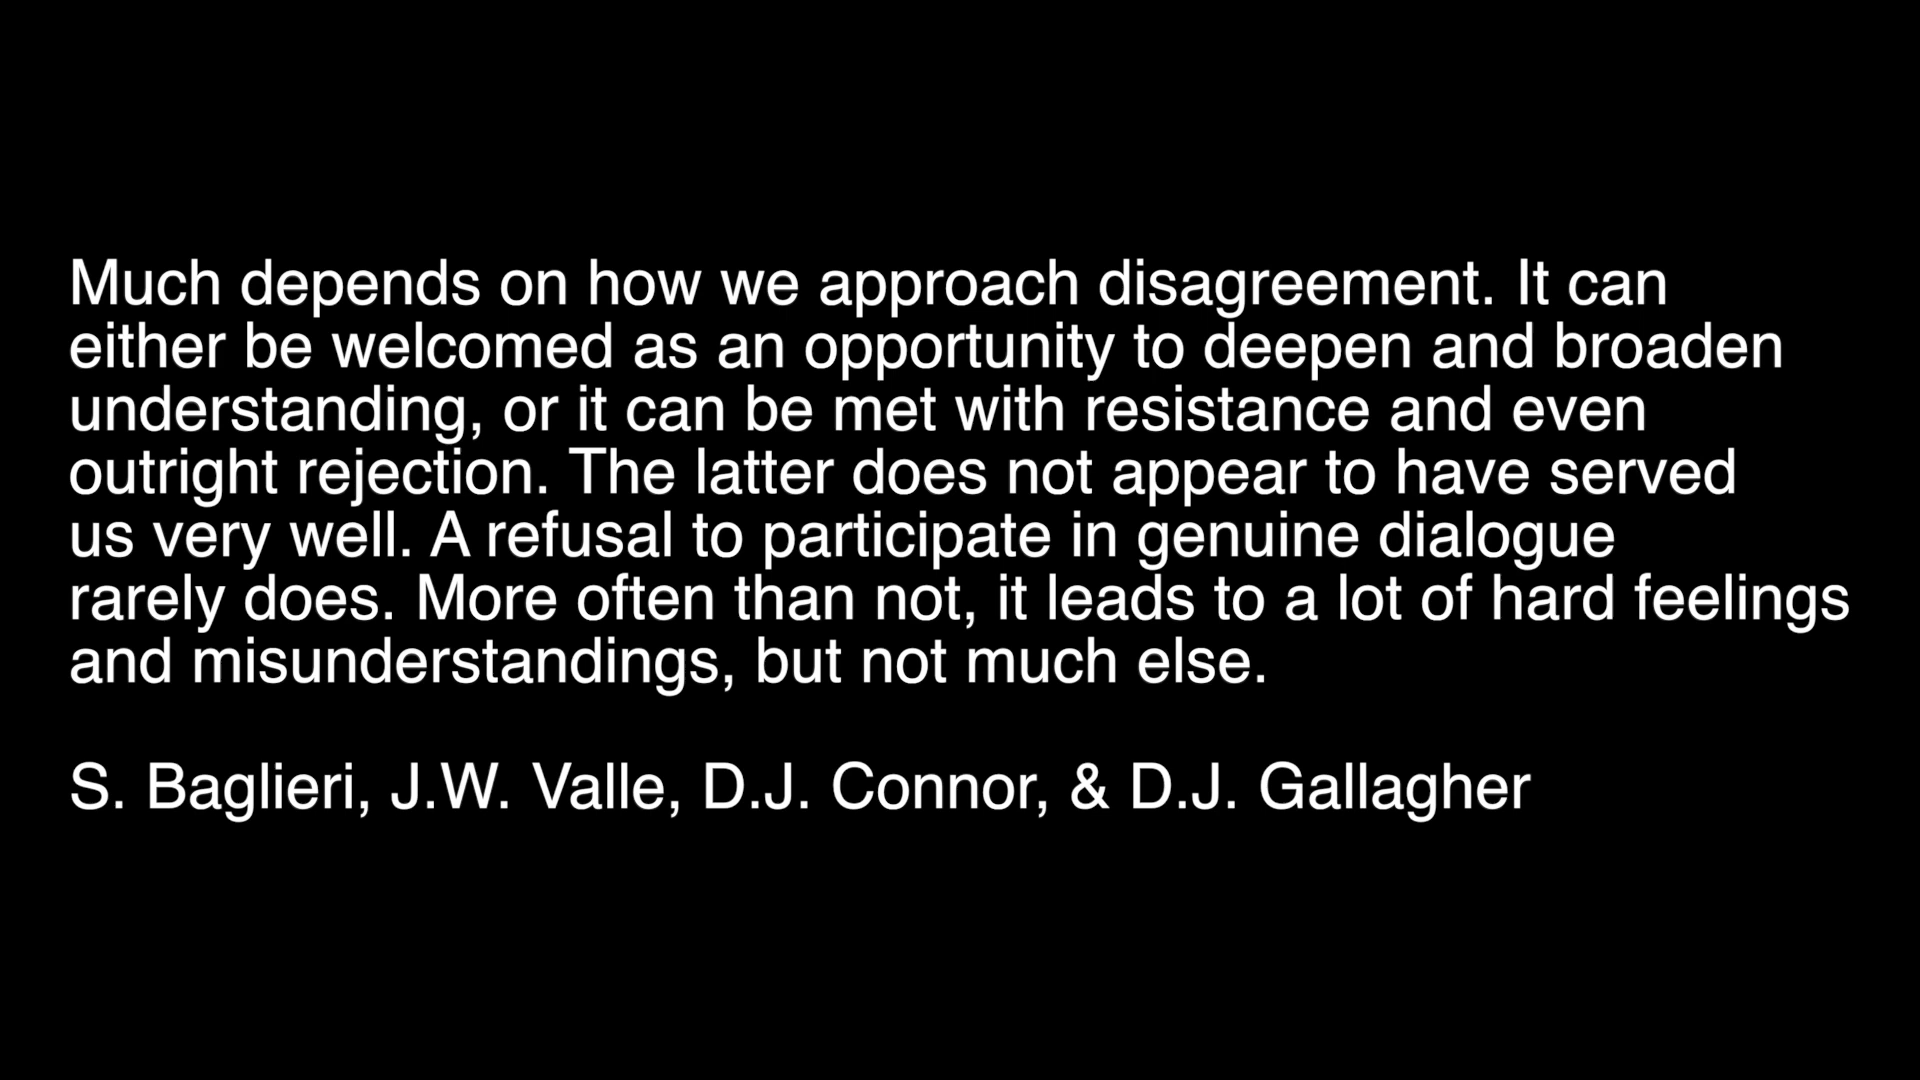 Much depends on how we approach disagreement. It can
either be welcomed as an opportunity to deepen and broaden
understanding, or it can be met with resistance and even
outright rejection. The latter does not appear to have served
us very well. A refusal to participate in genuine dialogue
rarely does. More often than not, it leads to a lot of hard feelings
and misunderstandings, but not much else.
S. Baglieri, J.W. Valle, D.J. Connor, & D.J. Gallagher